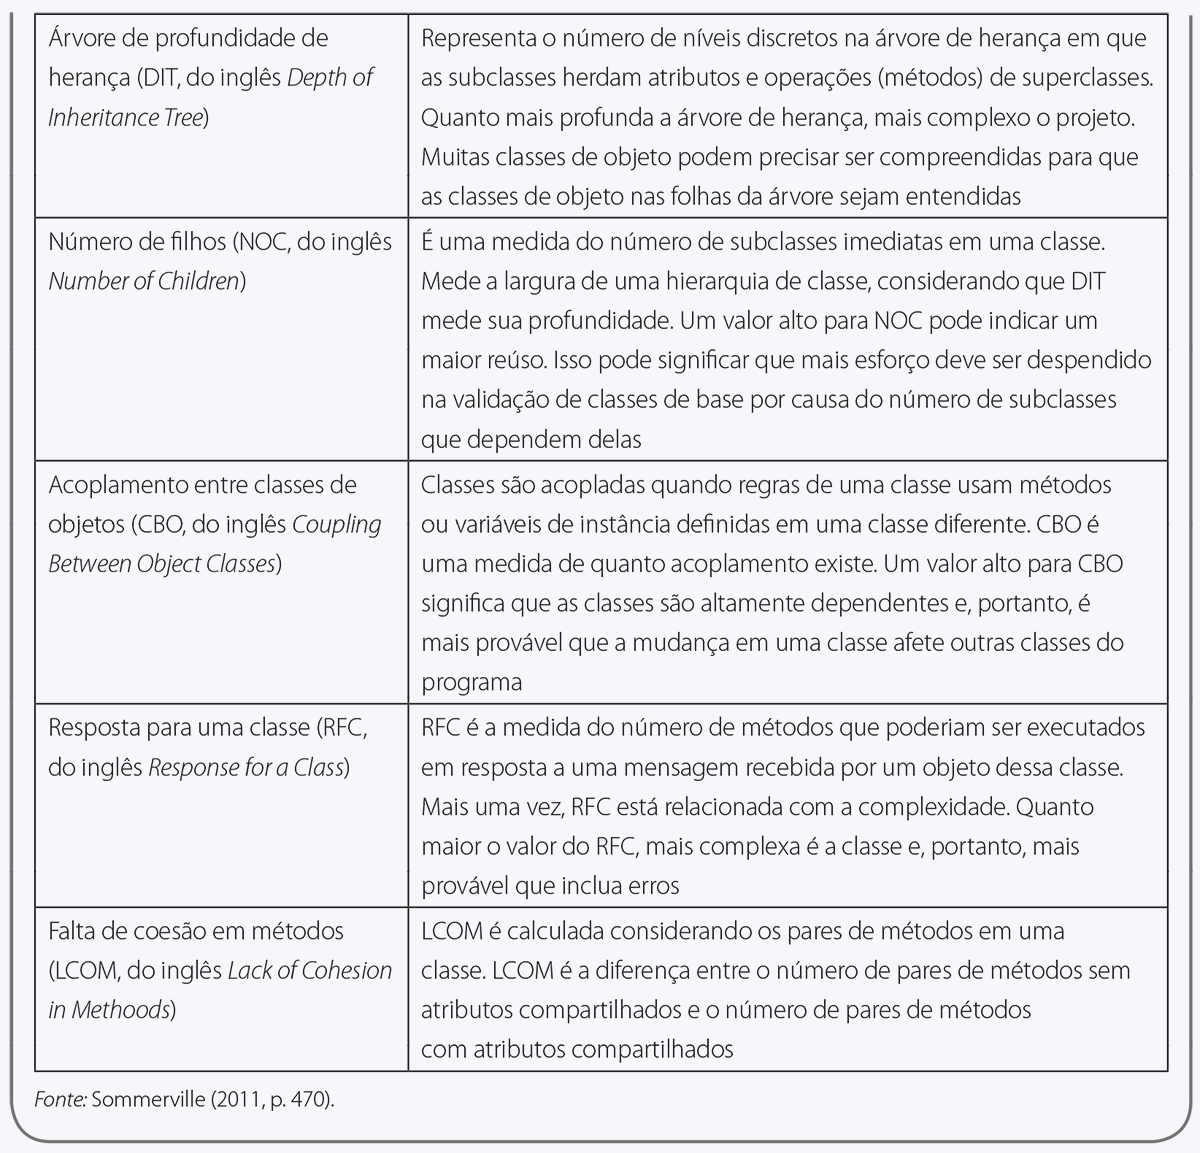 Árvore de profundidade de
herança (DIT, do inglês Depth of
Inheritance Tree)
Representa o número de níveis discretos na árvore de herança em que
as subclasses herdam atributos e operações (métodos) de superclasses.
Quanto mais profunda a árvore de herança, mais complexo o projeto.
Muitas classes de objeto podem precisar ser compreendidas para que
as classes de objeto nas folhas da árvore sejam entendidas
Número de filhos (NOC, do inglês
Number of Children)
É uma medida do número de subclasses imediatas em uma classe.
Mede a largura de uma hierarquia de classe, considerando que DIT
mede sua profundidade. Um valor alto para NOC pode indicar um
maior reúso. Isso pode significar que mais esforço deve ser despendido
na validação de classes de base por causa do número de subclasses
que dependem delas
Acoplamento entre classes de
objetos (CBO, do inglês Coupling
Between Object Classes)
Classes são acopladas quando regras de uma classe usam métodos
ou variáveis de instância definidas em uma classe diferente. CBO é
uma medida de quanto acoplamento existe. Um valor alto para CBO
significa que as classes são altamente dependentes e, portanto, é
mais provável que a mudança em uma classe afete outras classes do
programa
Resposta para uma classe (RFC,
do inglês Response for a Class)
RFC é a medida do número de métodos que poderiam ser executados
em resposta a uma mensagem recebida por um objeto dessa classe.
Mais uma vez, RFC está relacionada com a complexidade. Quanto
maior o valor do RFC, mais complexa é a classe e, portanto, mais
provável que inclua erros
Falta de coesão em métodos
(LCOM, do inglês Lack of Cohesion
in Methoods)
LCOM é calculada considerando os pares de métodos em uma
classe. LCOM é a diferença entre o número de pares de métodos sem
atributos compartilhados e o número de pares de métodos
com atributos compartilhados
Fonte: Sommerville (2011, p. 470).